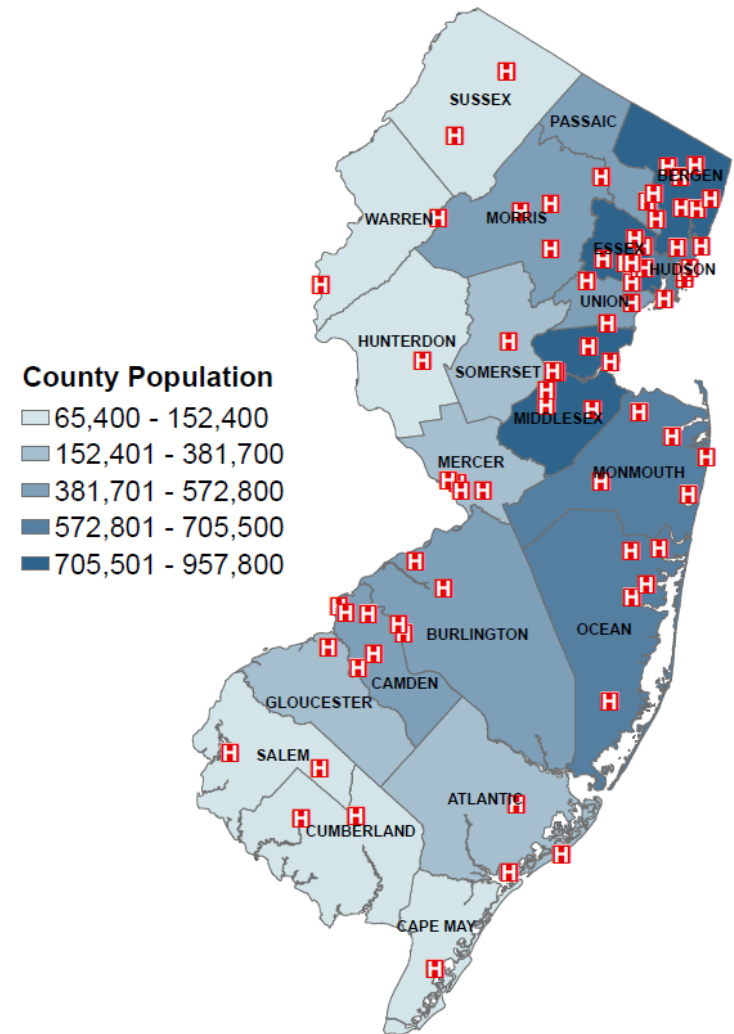 SUSSEX
PASSAIC
BERGEN
WARREN
MORRIS
ESSEX
HUDSON
UNION
HUNTERDON
SOMERSET
County Population
65,400 - 152,400
152,401 - 381,700
381,701 - 572,800
572,801 - 705,500
705,501 - 957,800
MIDDLESEX
MERCER
MONMOUTH
OCEAN
BURLINGTON
CAMDEN
GLOUCESTER
SALEM
ATLANTIC
CUMBERLAND
CAPE MAY